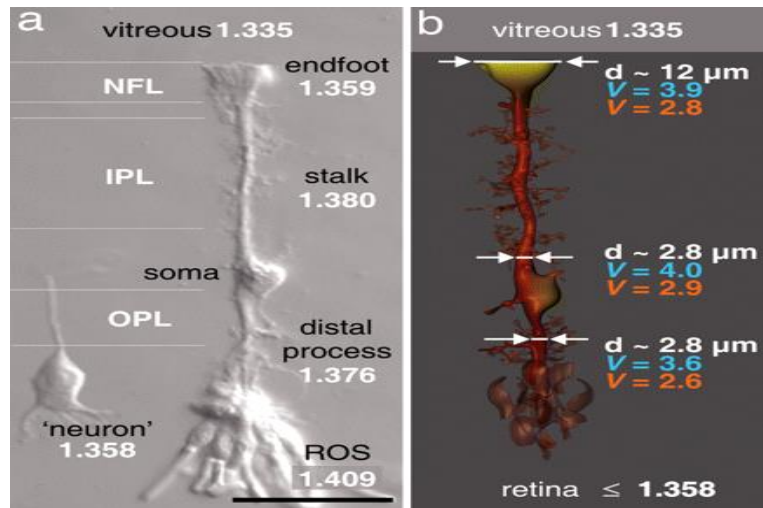 a
vitreous 1.335
NFL
endfoot
1.359
IPL
stalk
1.380
soma
OPL
distal
process
1.376
'neuron'
1.358
ROS
1.409
b
vitreous 1.335
d ~ 12 µm
V = 3.9
V = 2.8
d ~ 2.8 µm
V = 4.0
V = 2.9
d ~ 2.8 µm
V = 3.6
V = 2.6
retina ≤ 1.358